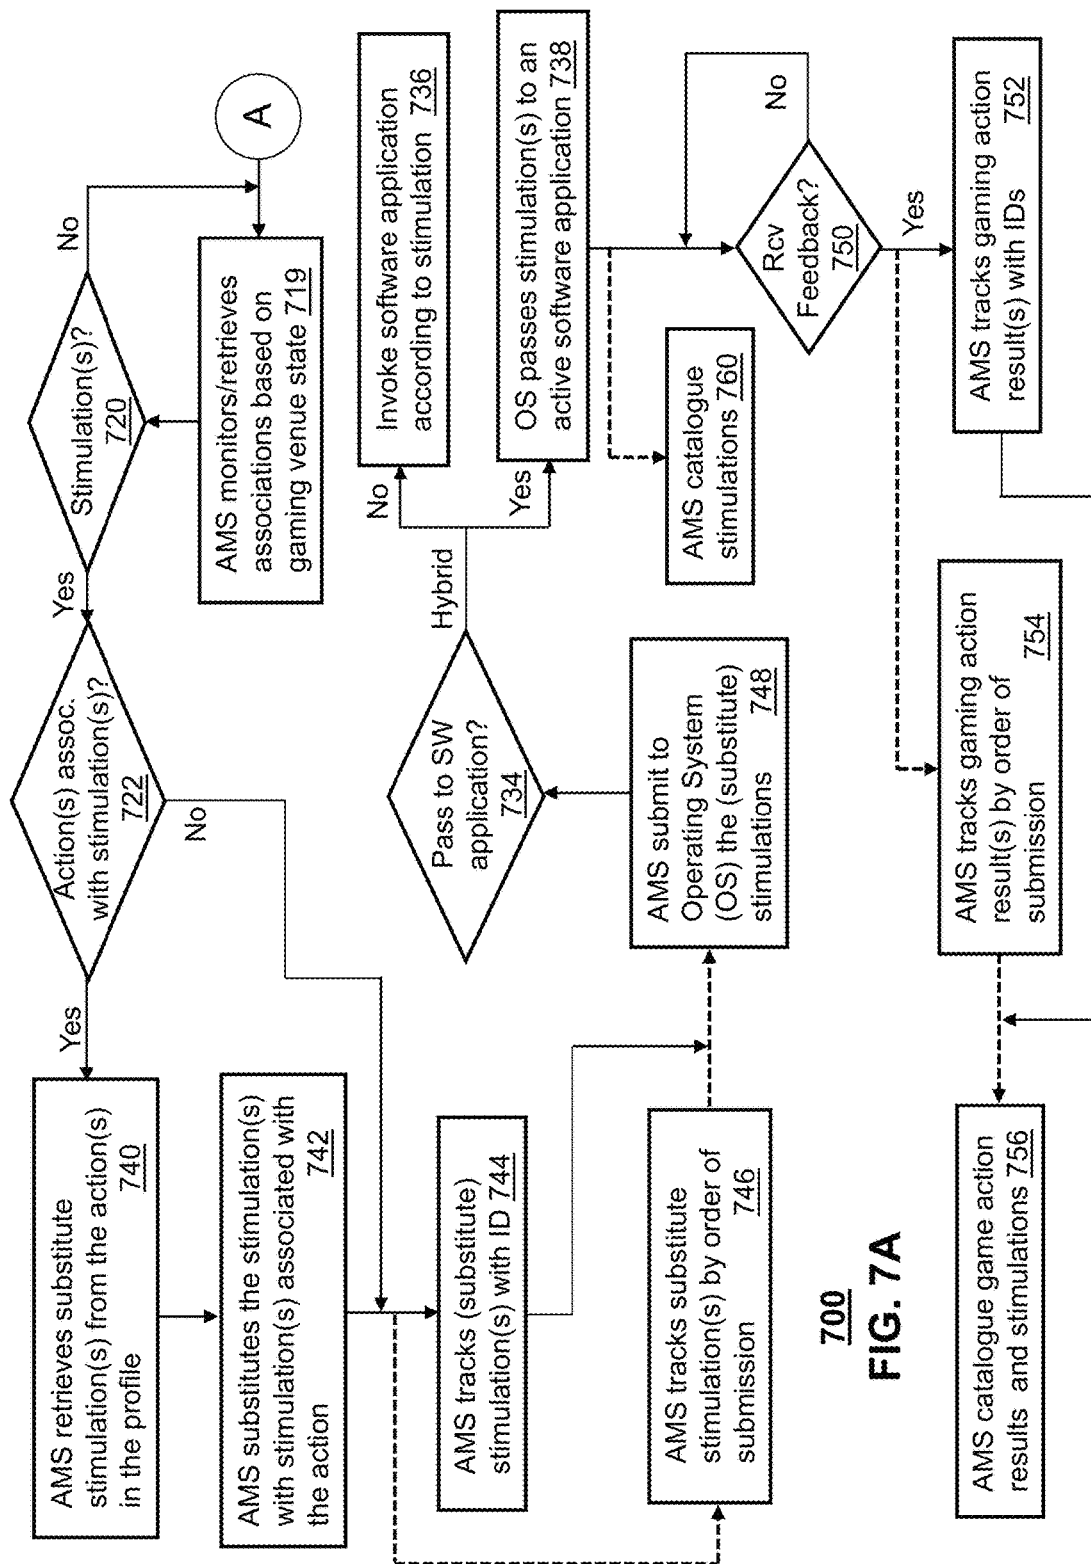 A
No
Stimulation(s)?
720
Yes
AMS monitors/retrieves
associations based on
gaming venue state 719
Action(s) assoc.
with stimulation(s)?
722
No
Yes
AMS retrieves substitute
stimulation(s) from the action(s)
in the profile
740
AMS substitutes the stimulation(s)
with stimulation(s) associated with
the action
742
AMS tracks (substitute)
stimulation(s) with ID 744
AMS tracks substitute
stimulation(s) by order of
submission
746
AMS submit to
Operating System
(OS) the (substitute)
stimulations
748
Pass to SW
application?
734
Hybrid
No
Yes
Invoke software application
according to stimulation 736
OS passes stimulation(s) to an
active software application 738
AMS catalogue
stimulations 760
Rcv
Feedback?
750
No
Yes
AMS tracks gaming action
result(s) with IDs
752
AMS tracks gaming action
result(s) by order of
submission
754
AMS catalogue game action
results and stimulations 756
700
FIG. 7A